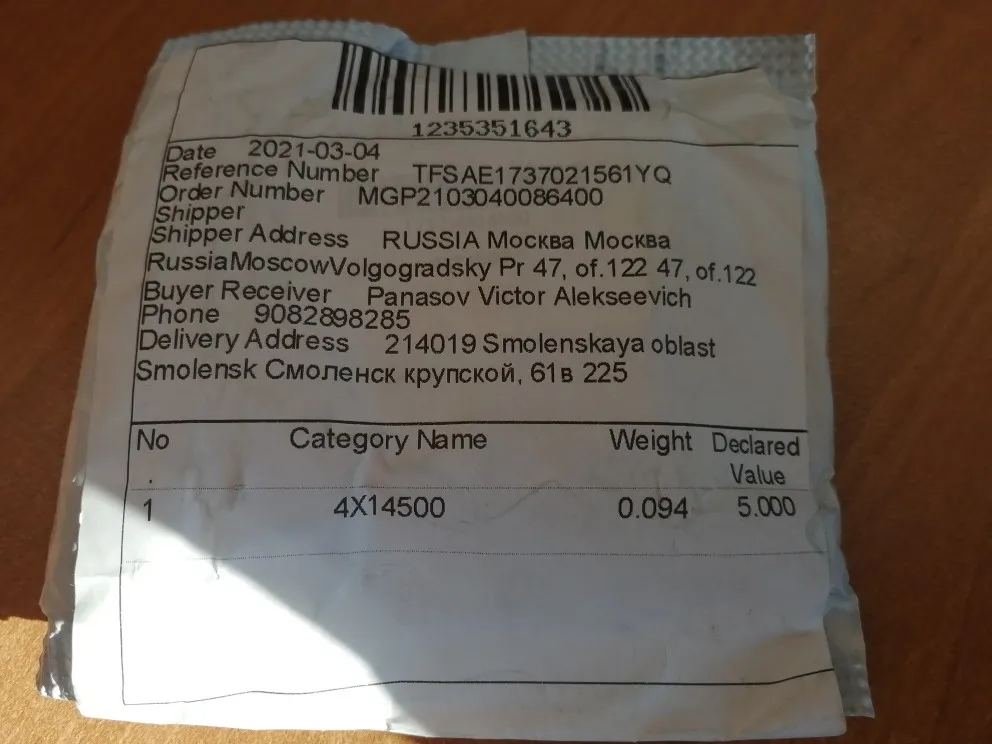 1235351643
Date 2021-03-04
Reference Number TFSAE1737021561YQ
Order Number MGP2103040086400
Shipper
Shipper Address RUSSIA Москва Москва
RussiaMoscowVolgogradsky Pr 47, of.122 47, of.122
Buyer Receiver Panasov Victor Alekseevich
Phone 9082898285
Delivery Address 214019 Smolenskaya oblast
Smolensk Смоленск крупской, 61в 225
No Category Name Weight Declared
. Value
1 4X14500 0.094 5.000